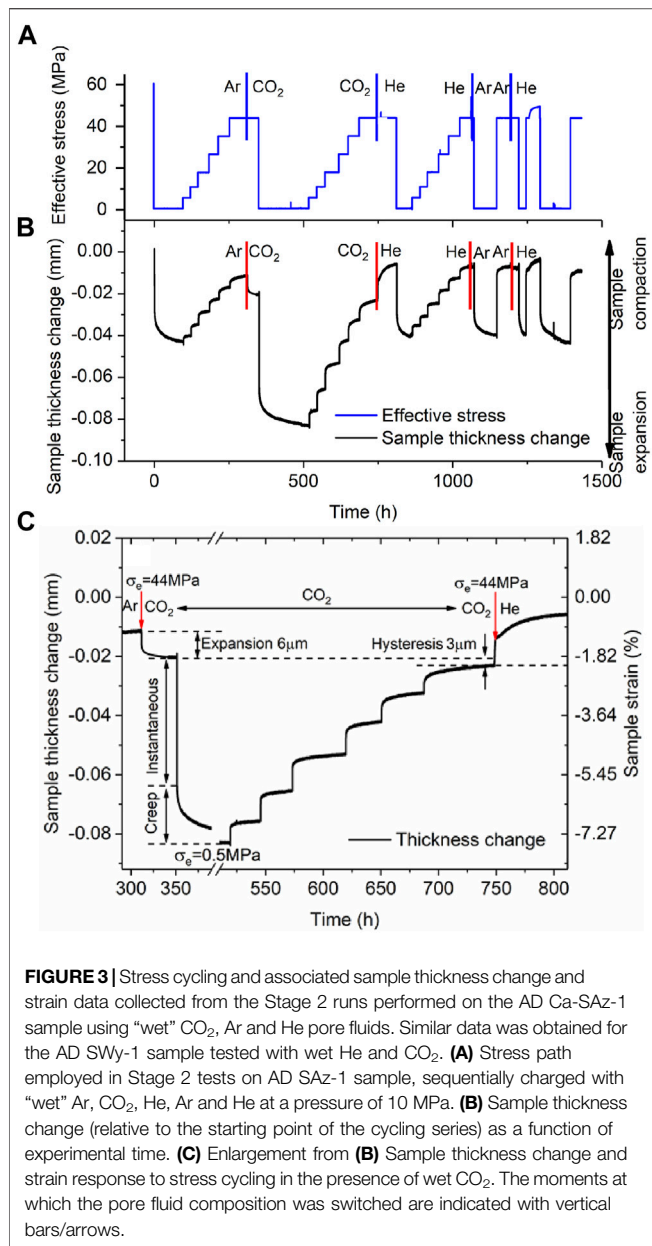 A
Effective stress (MPa)
60
40
20
0
Ar CO₂
CO₂ He
He Ar Ar He
B
Sample thickness change (mm)
0.00
-0.02
-0.04
-0.06
-0.08
-0.10
Ar CO₂
CO₂ He
He Ar Ar He
Effective stress
Sample thickness change
Sample compaction
Sample expansion
0 500 1000 1500
Time (h)
C
Sample thickness change (mm)
0.02
0.00
-0.02
-0.04
-0.06
-0.08
σe=44MPa
Ar CO₂
CO₂
σe=44MPa
CO₂ He
Expansion 6μm
Hysteresis 3μm
Instantaneous
Creep
σe=0.5MPa
Thickness change
1.82
0.00
-1.82
-3.64
-5.45
-7.27
Sample strain (%)
300 350 550 600 650 700 750 800
Time (h)
FIGURE 3 | Stress cycling and associated sample thickness change and
strain data collected from the Stage 2 runs performed on the AD Ca-SAz-1
sample using “wet” CO₂, Ar and He pore fluids. Similar data was obtained for
the AD SWy-1 sample tested with wet He and CO₂. (A) Stress path
employed in Stage 2 tests on AD SAz-1 sample, sequentially charged with
“wet” Ar, CO₂, He, Ar and He at a pressure of 10 MPa. (B) Sample thickness
change (relative to the starting point of the cycling series) as a function of
experimental time. (C) Enlargement from (B) Sample thickness change and
strain response to stress cycling in the presence of wet CO₂. The moments at
which the pore fluid composition was switched are indicated with vertical
bars/arrows.